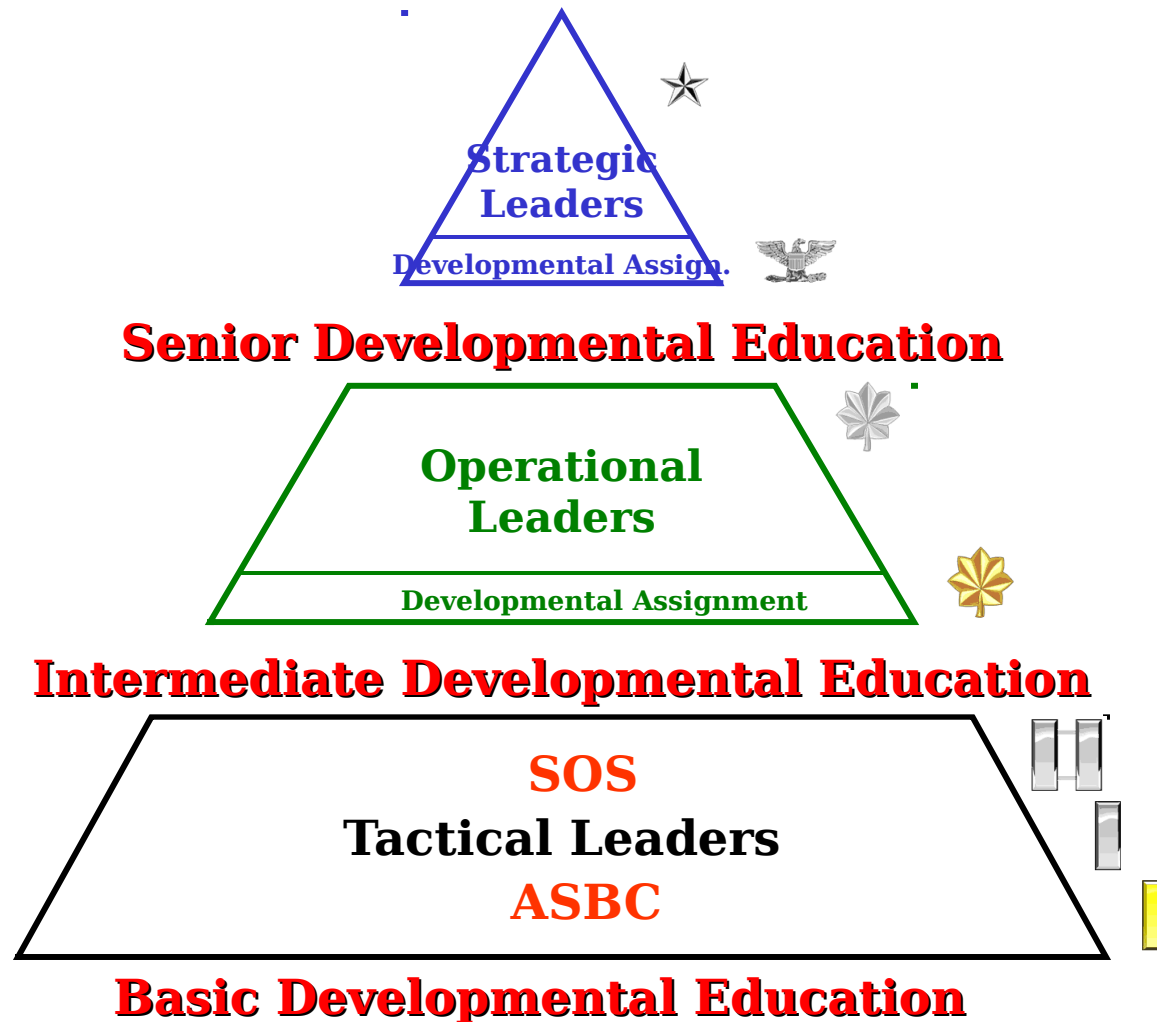 Strategic
Leaders
Developmental Assign.
Senior Developmental Education
Operational
Leaders
Developmental Assignment
Intermediate Developmental Education
SOS
Tactical Leaders
ASBC
Basic Developmental Education